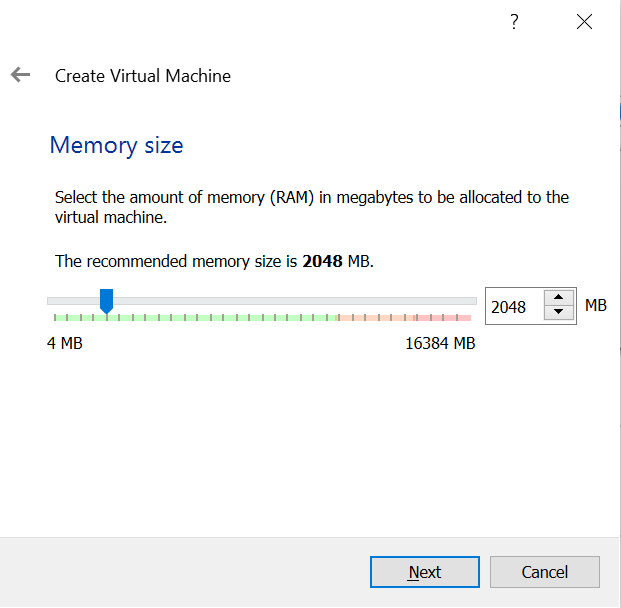 ?
Create Virtual Machine
Memory size
Select the amount of memory (RAM) in megabytes to be allocated to the
virtual machine.
The recommended memory size is 2048 MB.
2048 MB
4 MB 16384 MB
Next Cancel